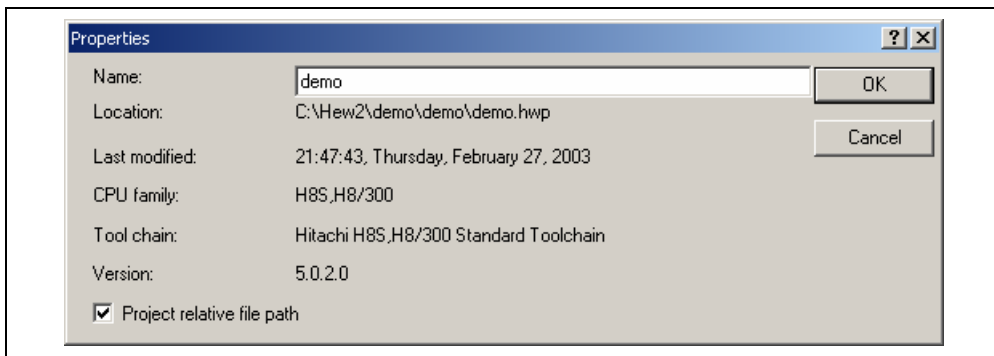 Properties
Name: demo OK
Location: C:\Hew2\demo\demo.hwp
Cancel
Last modified: 21:47:43, Thursday, February 27, 2003
CPU family: H8S,H8/300
Tool chain: Hitachi H8S,H8/300 Standard Toolchain
Version: 5.0.2.0
Project relative file path